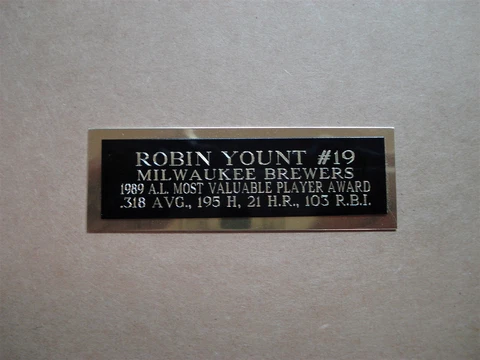 ROBIN YOUNT #19
MILWAUKEE BREWERS
1989 A.L. MOST VALUABLE PLAYER AWARD
.318 AVG., 195 H, 21 H.R., 103 R.B.I.